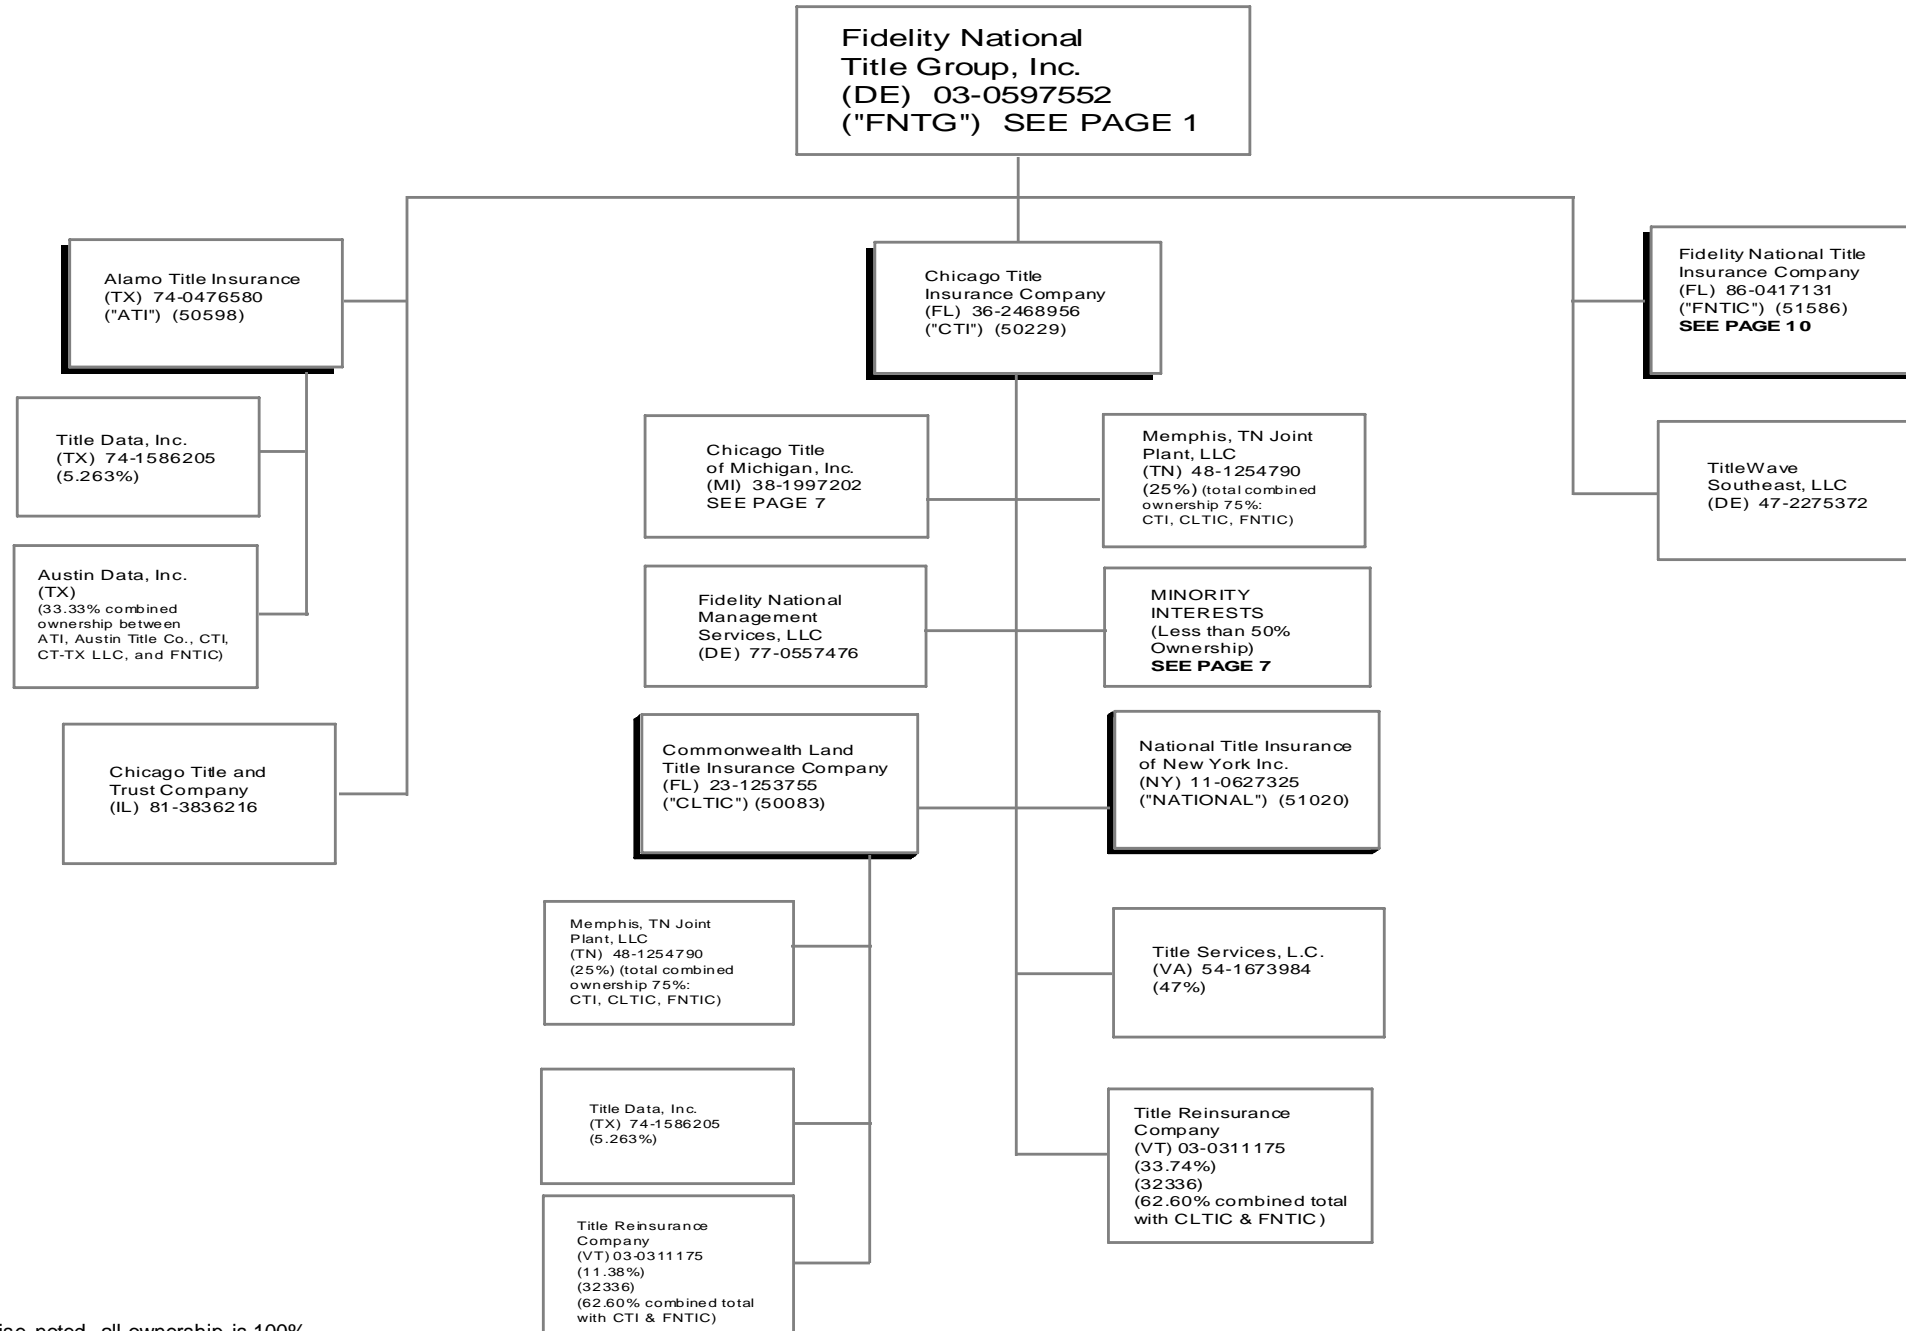 Fidelity National
Title Group, Inc.
(DE) 03-0597552
("FNTG") SEE PAGE 1
Alamo Title Insurance
(TX) 74-0476580
("ATI") (50598)
Chicago Title
Insurance Company
(FL) 36-2468956
("CTI") (50229)
Fidelity National Title
Insurance Company
(FL) 86-0417131
("FNTIC") (51586)
SEE PAGE 10
Title Data, Inc.
(TX) 74-1586205
(5.263%)
Chicago Title
of Michigan, Inc.
(MI) 38-1997202
SEE PAGE 7
Memphis, TN Joint
Plant, LLC
(TN) 48-1254790
(25%) (total combined
ownership 75%:
CTI, CLTIC, FNTIC)
TitleWave
Southeast, LLC
(DE) 47-2275372
Austin Data, Inc.
(TX)
(33.33% combined
ownership between
ATI, Austin Title Co., CTI,
CT-TX LLC, and FNTIC)
Fidelity National
Management
Services, LLC
(DE) 77-0557476
MINORITY
INTERESTS
(Less than 50%
Ownership)
SEE PAGE 7
Chicago Title and
Trust Company
(IL) 81-3836216
Commonwealth Land
Title Insurance Company
(FL) 23-1253755
("CLTIC") (50083)
National Title Insurance
of New York Inc.
(NY) 11-0627325
("NATIONAL") (51020)
Memphis, TN Joint
Plant, LLC
(TN) 48-1254790
(25%) (total combined
ownership 75%:
CTI, CLTIC, FNTIC)
Title Services, L.C.
(VA) 54-1673984
(47%)
Title Data, Inc.
(TX) 74-1586205
(5.263%)
Title Reinsurance
Company
(VT) 03-0311175
(33.74%)
(32336)
(62.60% combined total
with CLTIC & FNTIC)
Title Reinsurance
Company
(VT) 03-0311175
(11.38%)
(32336)
(62.60% combined total
with CTI & FNTIC)
noted, all ownership is 100%